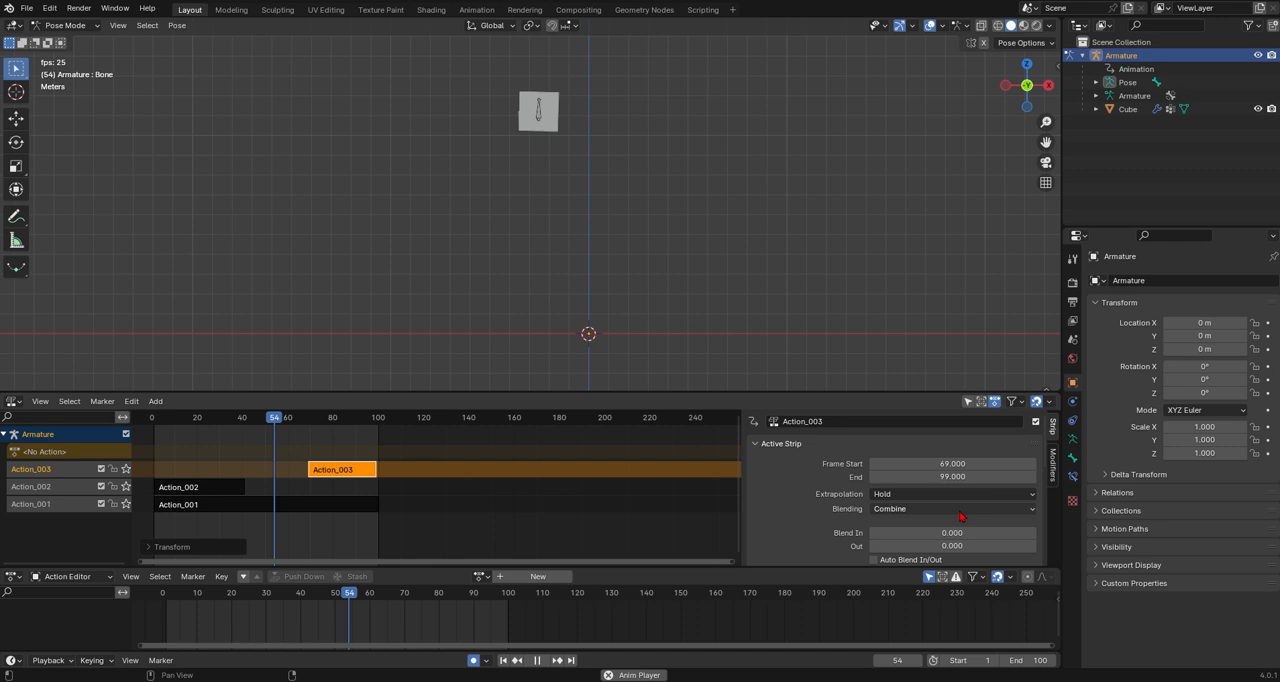 File Edit Render Window Help Layout Modeling Sculpting UV Editing Texture Paint Shading Animation Rendering Compositing Geometry Nodes Scripting + Scene ViewLayer
Pose Mode View Select Pose Global Pose Options
X Pose Options
fps: 25
(54) Armature : Bone
Meters
Z
Y
X
Scene Collection
Armature
Animation
Pose
Armature
Cube
Armature
Armature
Transform
Location X 0 m
Y 0 m
Z 0 m
Rotation X 0°
Y 0°
Z 0°
Mode XYZ Euler
Scale X 1.000
Y 1.000
Z 1.000
Delta Transform
Relations
Collections
Motion Paths
Visibility
Viewport Display
Custom Properties
View Select Marker Edit Add
0 20 40 54 60 80 100 120 140 160 180 200 220 240
Armature
<No Action>
Action_003 Action_003
Action_002 Action_002
Action_001 Action_001
Transform
Action_003
Active Strip
Frame Start 69.000
End 99.000
Extrapolation Hold
Blending Combine
Blend In 0.000
Out 0.000
Auto Blend In/Out
Strip
Modifiers
Action Editor View Select Marker Key Push Down Stash + New
0 10 20 30 40 50 54 60 70 80 90 100 110 120 130 140 150 160 170 180 190 200 210 220 230 240 250
Playback Keying View Marker 54 Start 1 End 100
Pan View Anim Player 4.0.1